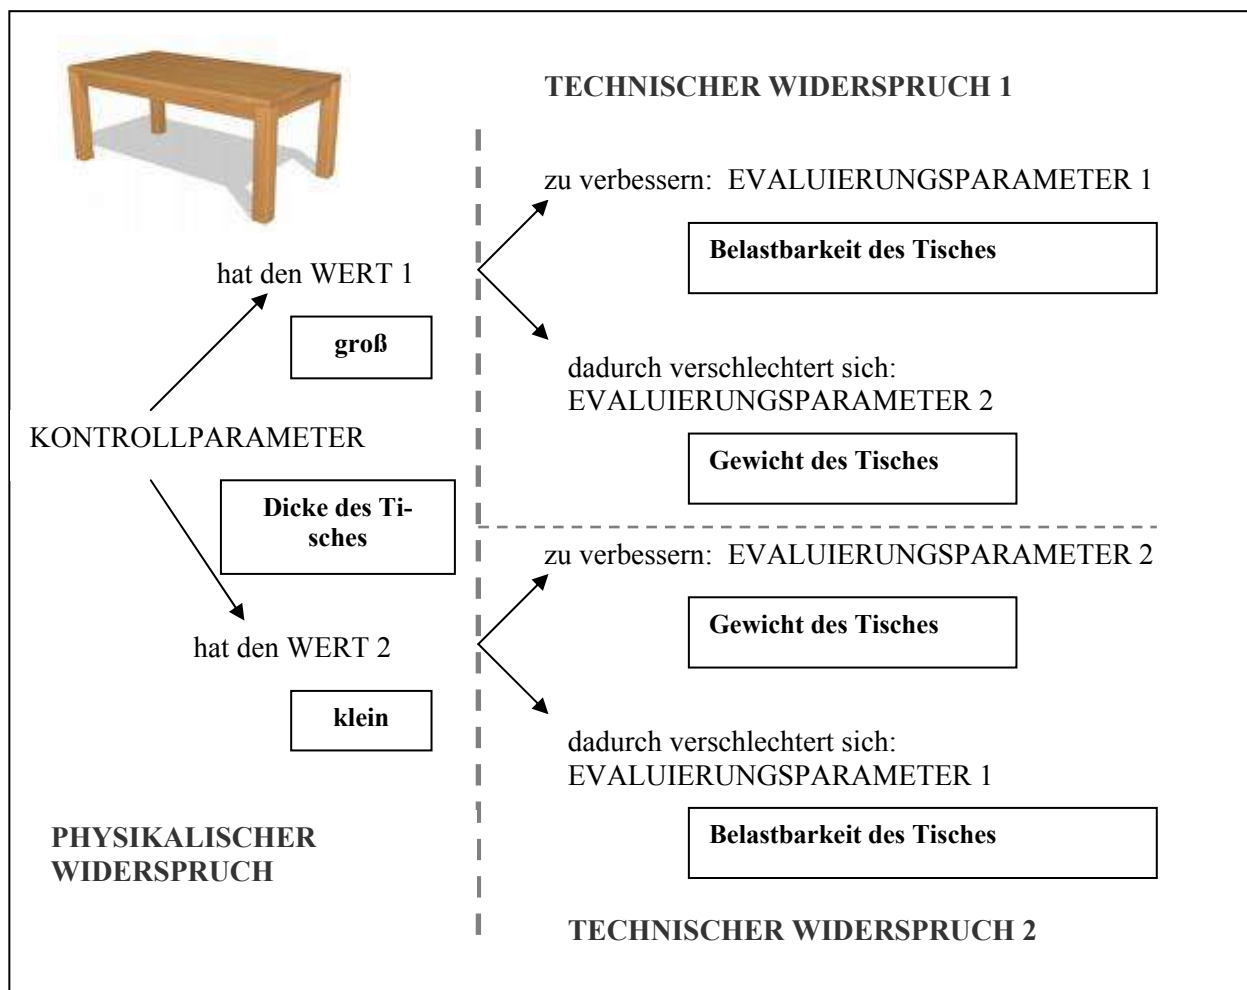 TECHNISCHER WIDERSPRUCH 1
zu verbessern: EVALUIERUNGSPARAMETER 1
Belastbarkeit des Tisches
hat den WERT 1
groß
dadurch verschlechtert sich:
EVALUIERUNGSPARAMETER 2
KONTROLLPARAMETER
Gewicht des Tisches
Dicke des Ti-
sches
zu verbessern: EVALUIERUNGSPARAMETER 2
Gewicht des Tisches
hat den WERT 2
klein
dadurch verschlechtert sich:
EVALUIERUNGSPARAMETER 1
Belastbarkeit des Tisches
PHYSIKALISCHER
WIDERSPRUCH
TECHNISCHER WIDERSPRUCH 2